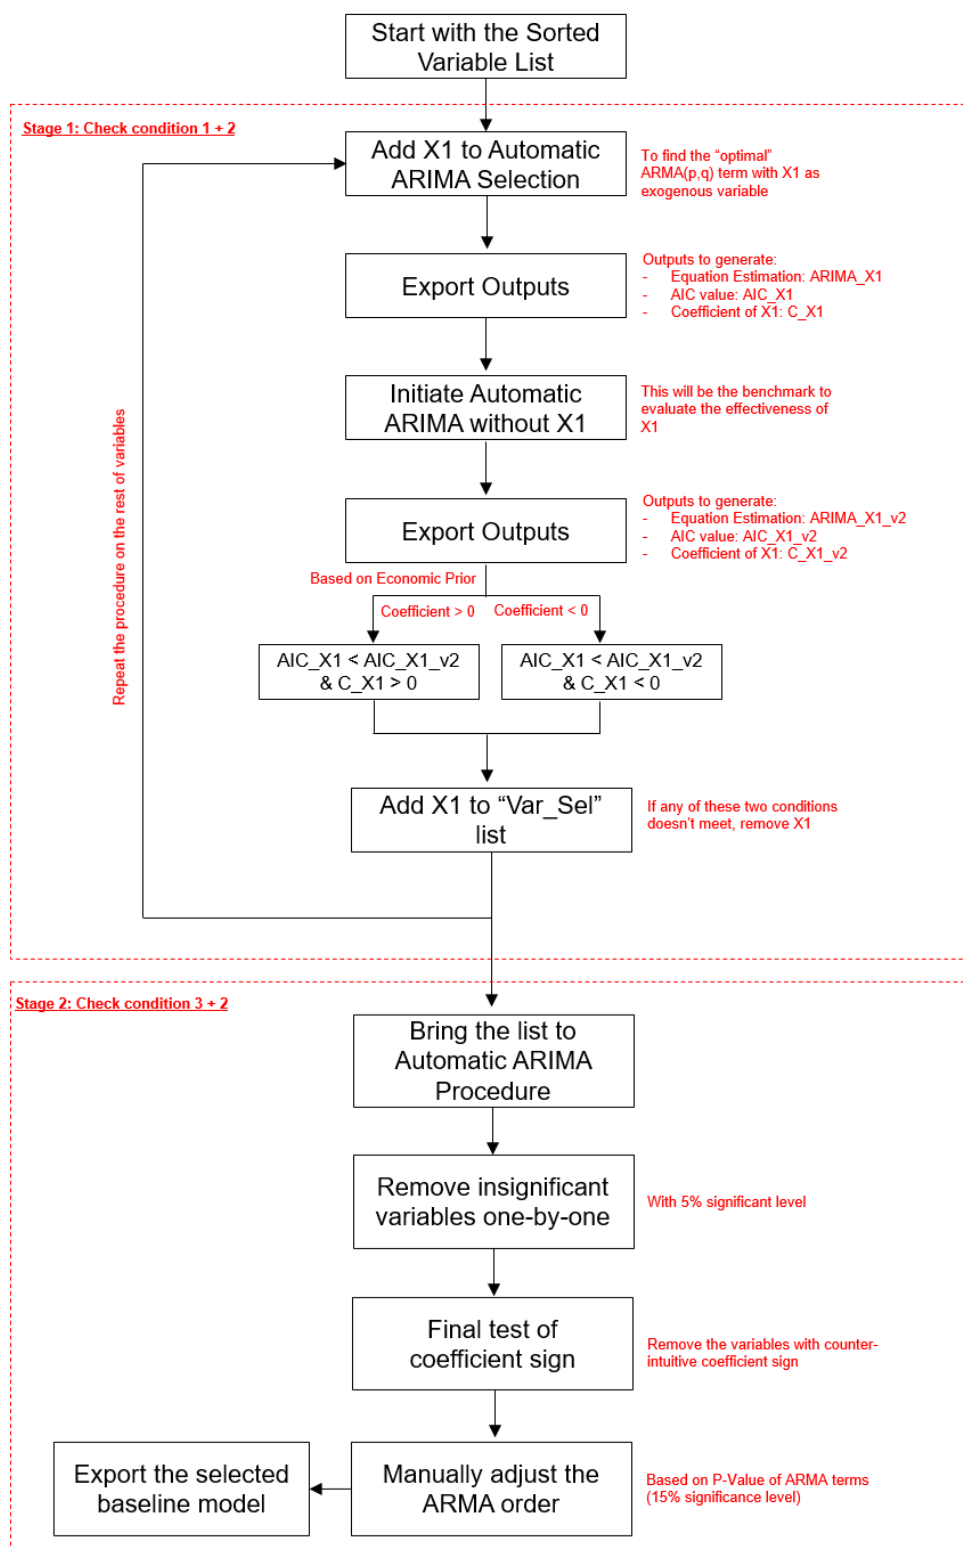 Start with the Sorted
Variable List
Stage 1: Check condition 1 + 2
Add X1 to Automatic
ARIMA Selection
To find the “optimal”
ARMA(p,q) term with X1 as
exogenous variable
Export Outputs
Outputs to generate:
- Equation Estimation: ARIMA_X1
- AIC value: AIC_X1
- Coefficient of X1: C_X1
Initiate Automatic
ARIMA without X1
This will be the benchmark to
evaluate the effectiveness of
X1
Repeat the procedure on the rest of variables
Export Outputs
Outputs to generate:
- Equation Estimation: ARIMA_X1_v2
- AIC value: AIC_X1_v2
- Coefficient of X1: C_X1_v2
Based on Economic Prior
Coefficient > 0
Coefficient < 0
AIC_X1 < AIC_X1_v2
& C_X1 > 0
AIC_X1 < AIC_X1_v2
& C_X1 < 0
Add X1 to “Var_Sel”
list
If any of these two conditions
doesn’t meet, remove X1
Stage 2: Check condition 3 + 2
Bring the list to
Automatic ARIMA
Procedure
Remove insignificant
variables one-by-one
With 5% significant level
Final test of
coefficient sign
Remove the variables with counter-
intuitive coefficient sign
Export the selected
baseline model
Manually adjust the
ARMA order
Based on P-Value of ARMA terms
(15% significance level)